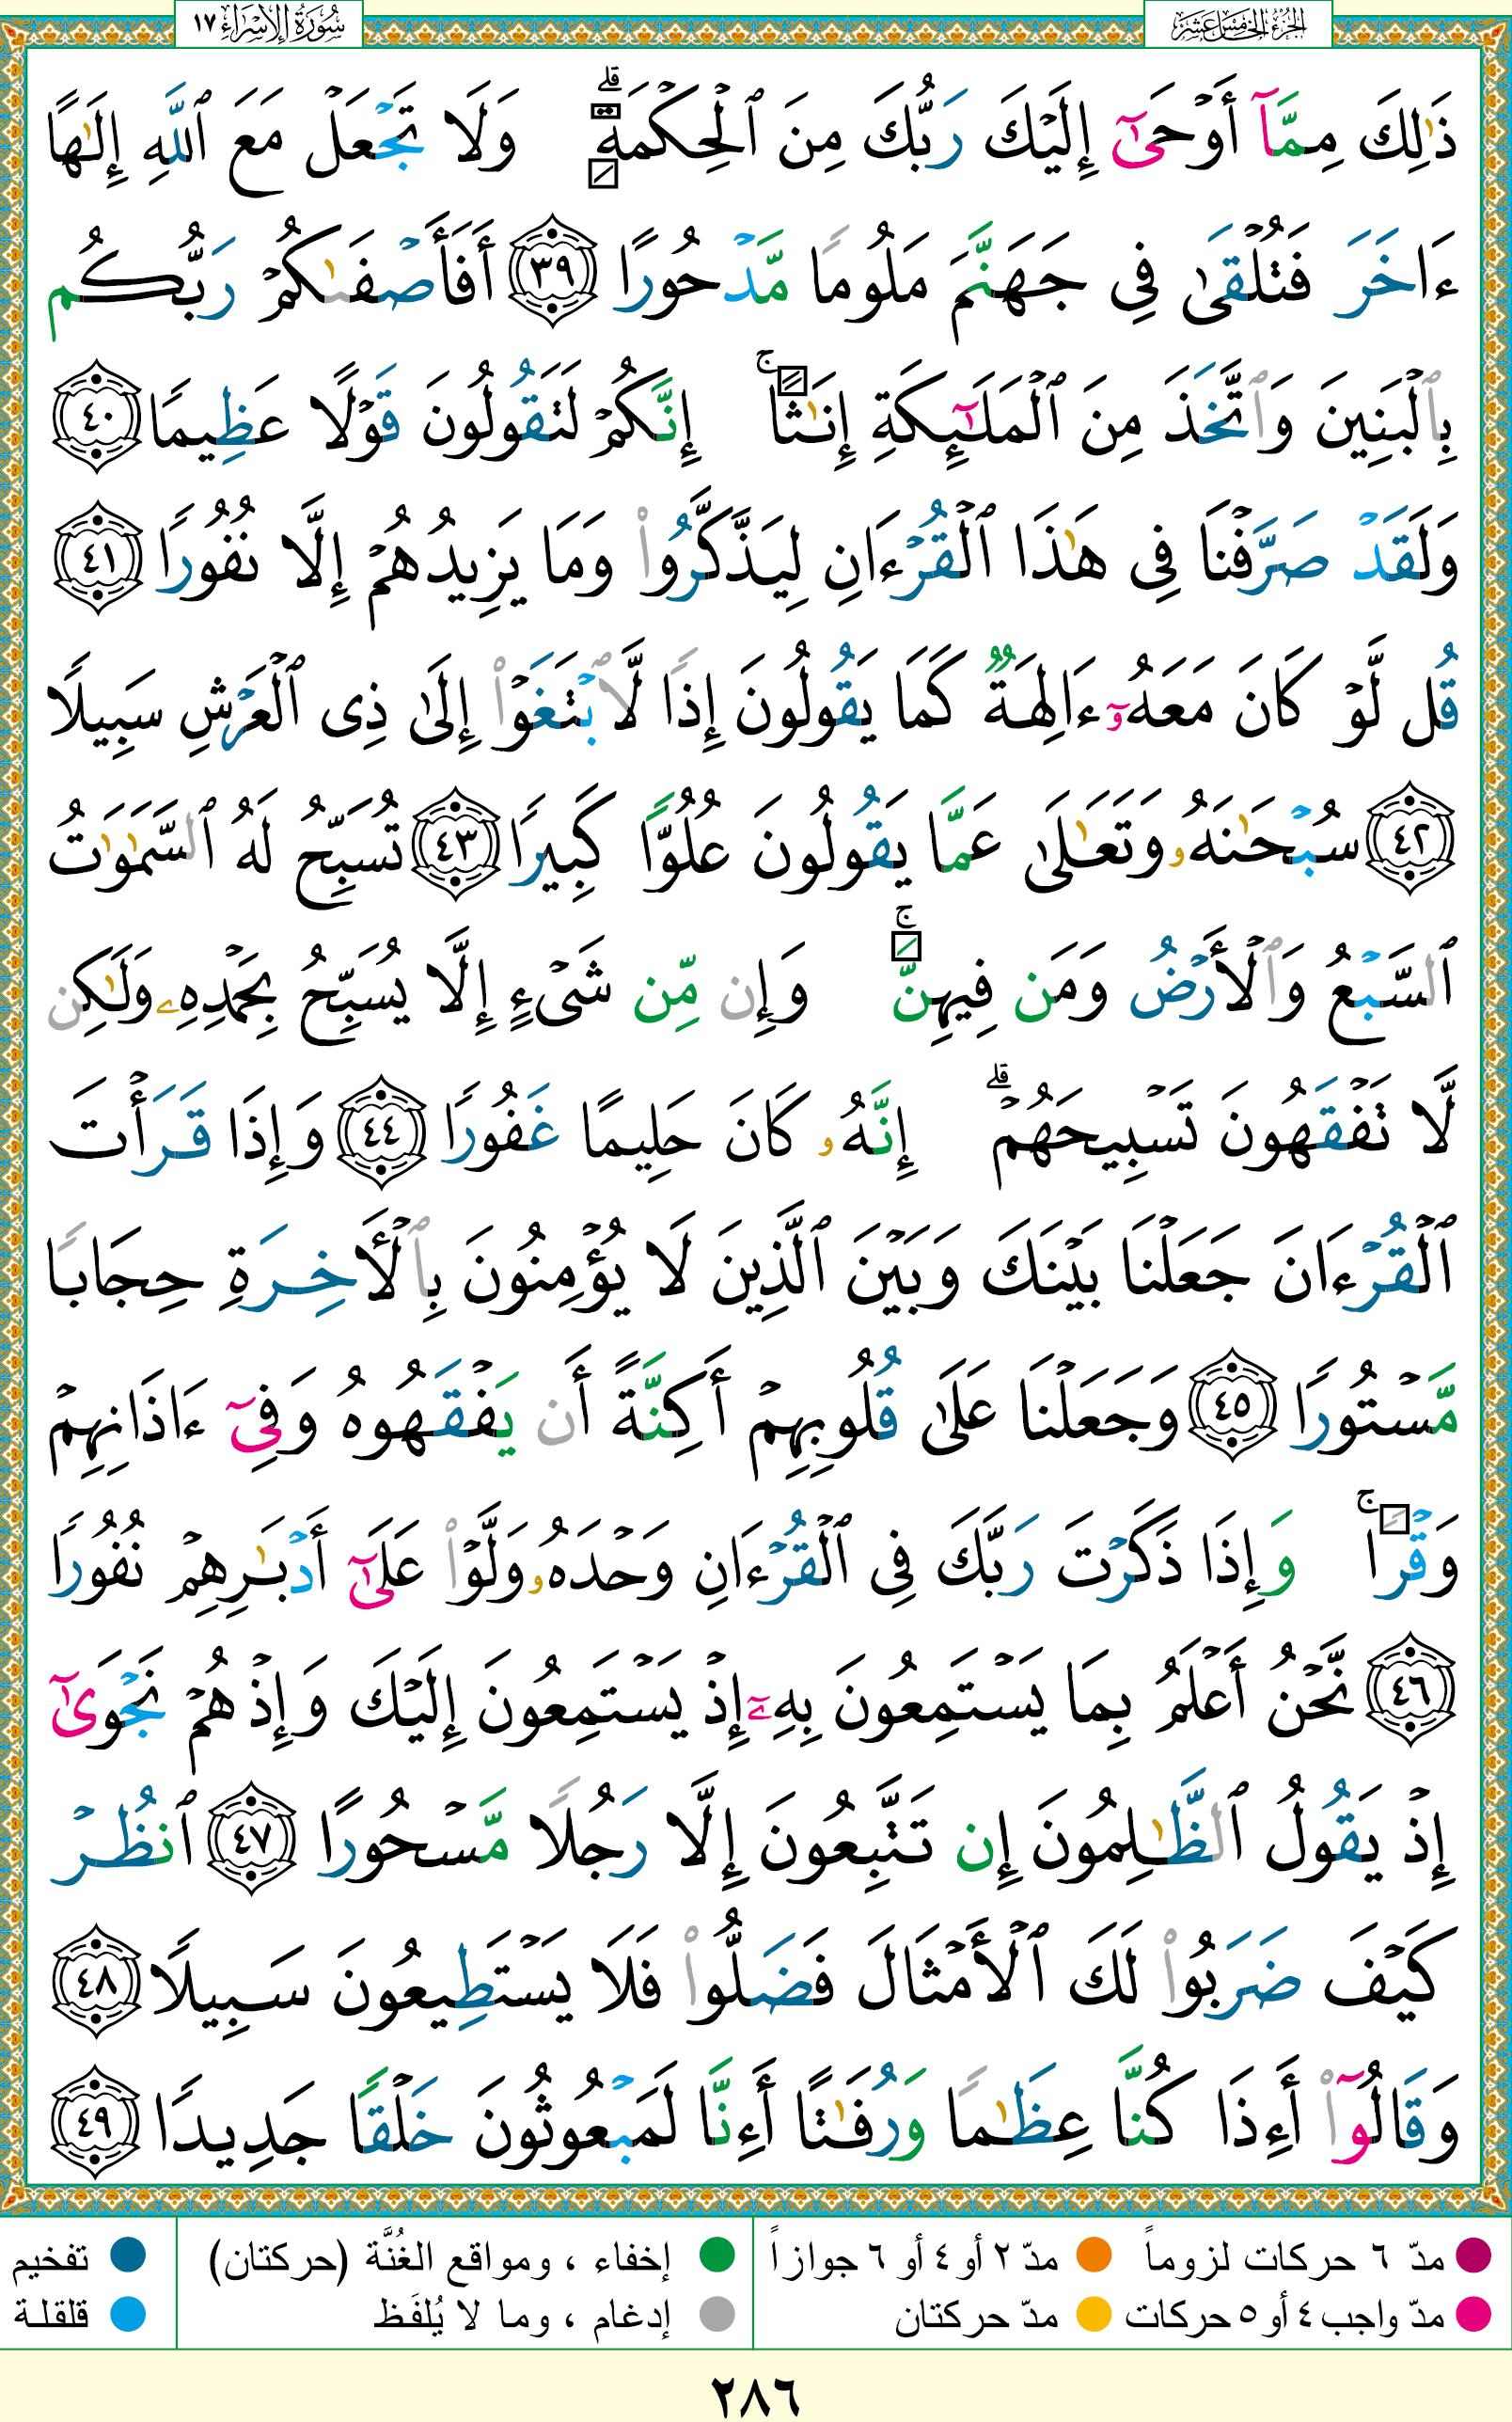 الجزء الخامس عشر
سُورَةُ الإِسْرَاءِ ١٧
ذَٰلِكَ مِمَّآ أَوْحَىٰٓ إِلَيْكَ رَبُّكَ مِنَ ٱلْحِكْمَةِ ۗ وَلَا تَجْعَلْ مَعَ ٱللَّهِ إِلَٰهًا
ءَاخَرَ فَتُلْقَىٰ فِى جَهَنَّمَ مَلُومًا مَّدْحُورًا ٣٩ أَفَأَصْفَىٰكُمْ رَبُّكُم
بِٱلْبَنِينَ وَٱتَّخَذَ مِنَ ٱلْمَلَٰٓئِكَةِ إِنَٰثًا ۚ إِنَّكُمْ لَتَقُولُونَ قَوْلًا عَظِيمًا ٤٠
وَلَقَدْ صَرَّفْنَا فِى هَٰذَا ٱلْقُرْءَانِ لِيَذَّكَّرُوا۟ وَمَا يَزِيدُهُمْ إِلَّا نُفُورًا ٤١
قُل لَّوْ كَانَ مَعَهُۥٓ ءَالِهَةٌ كَمَا يَقُولُونَ إِذًا لَّٱبْتَغَوْا۟ إِلَىٰ ذِى ٱلْعَرْشِ سَبِيلًا
٤٢ سُبْحَٰنَهُۥ وَتَعَٰلَىٰ عَمَّا يَقُولُونَ عُلُوًّا كَبِيرًا ٤٣ تُسَبِّحُ لَهُ ٱلسَّمَٰوَٰتُ
ٱلسَّبْعُ وَٱلْأَرْضُ وَمَن فِيهِنَّ ۚ وَإِن مِّن شَىْءٍ إِلَّا يُسَبِّحُ بِحَمْدِهِۦ وَلَٰكِن
لَّا تَفْقَهُونَ تَسْبِيحَهُمْ ۗ إِنَّهُۥ كَانَ حَلِيمًا غَفُورًا ٤٤ وَإِذَا قَرَأْتَ
ٱلْقُرْءَانَ جَعَلْنَا بَيْنَكَ وَبَيْنَ ٱلَّذِينَ لَا يُؤْمِنُونَ بِٱلْأَخِرَةِ حِجَابًا
مَّسْتُورًا ٤٥ وَجَعَلْنَا عَلَىٰ قُلُوبِهِمْ أَكِنَّةً أَن يَفْقَهُوهُ وَفِىٓ ءَاذَانِهِمْ
وَقْرًا ۚ وَإِذَا ذَكَرْتَ رَبَّكَ فِى ٱلْقُرْءَانِ وَحْدَهُۥ وَلَّوْا۟ عَلَىٰٓ أَدْبَٰرِهِمْ نُفُورًا
٤٦ نَّحْنُ أَعْلَمُ بِمَا يَسْتَمِعُونَ بِهِۦٓ إِذْ يَسْتَمِعُونَ إِلَيْكَ وَإِذْ هُمْ نَجْوَىٰٓ
إِذْ يَقُولُ ٱلظَّٰلِمُونَ إِن تَتَّبِعُونَ إِلَّا رَجُلًا مَّسْحُورًا ٤٧ ٱنظُرْ
كَيْفَ ضَرَبُوا۟ لَكَ ٱلْأَمْثَالَ فَضَلُّوا۟ فَلَا يَسْتَطِيعُونَ سَبِيلًا ٤٨
وَقَالُوٓا۟ أَءِذَا كُنَّا عِظَٰمًا وَرُفَٰتًا أَءِنَّا لَمَبْعُوثُونَ خَلْقًا جَدِيدًا ٤٩
مدّ ٦ حركات لزوماً مدّ ٢ أو ٤ أو ٦ جوازاً إخفاء ، ومواقع الغُنَّة (حركتان) تفخيم
مدّ واجب ٤ أو ٥ حركات مدّ حركتان إدغام ، وما لا يُلفَظ قلقلة
٢٨٦